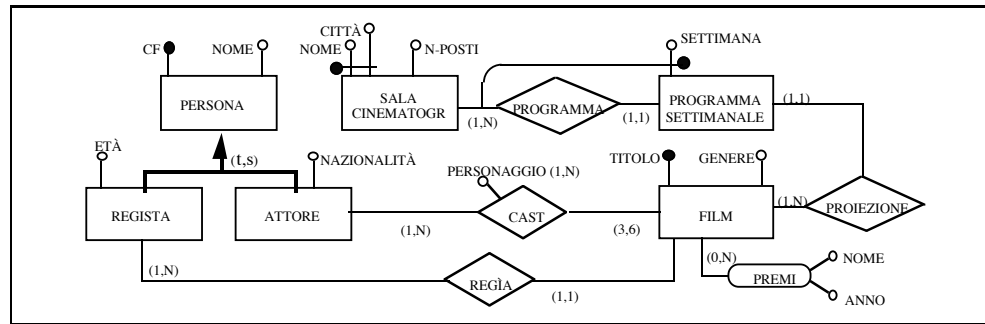 CITTÀ
CF
NOME
NOME
N-POSTI
SETTIMANA
PERSONA
SALA
CINEMATOGR
PROGRAMMA
PROGRAMMA
SETTIMANALE
(1,N)
(1,1)
(1,1)
ETÀ
(t,s)
NAZIONALITÀ
PERSONAGGIO (1,N)
TITOLO
GENERE
REGISTA
ATTORE
CAST
FILM
PROIEZIONE
(1,N)
(3,6)
(1,N)
(1,N)
REGÌA
(1,1)
(0,N)
PREMI
NOME
ANNO